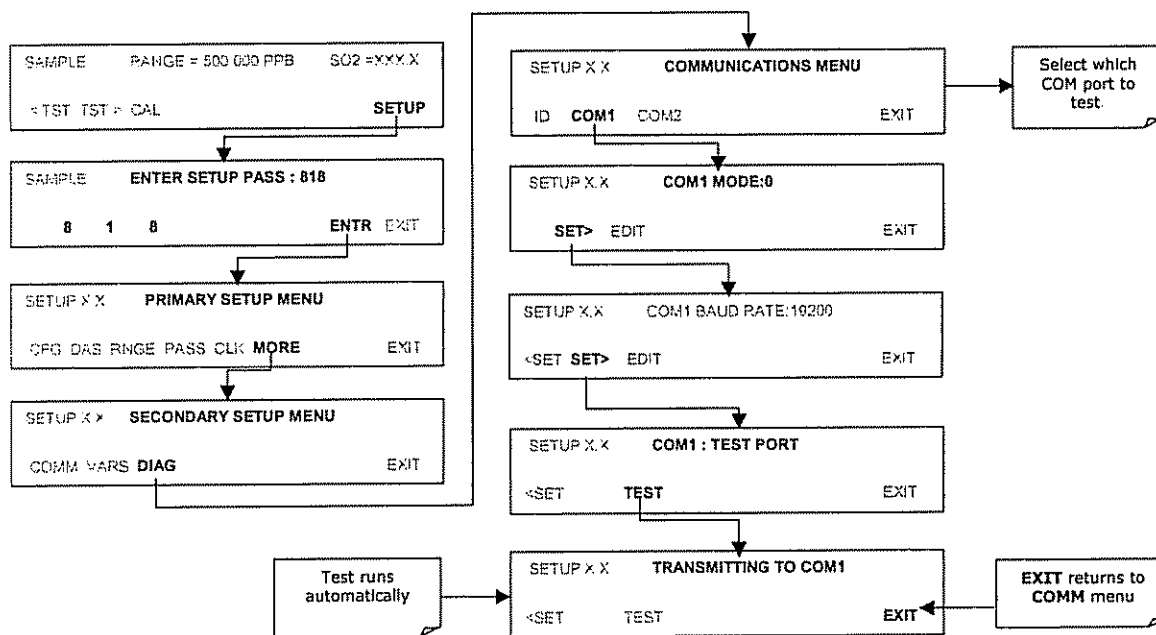 SAMPLE RANGE = 500.000 PPB SO2 =XXX.X
<TST TST > CAL SETUP
SAMPLE ENTER SETUP PASS : 818
8 1 8 ENTR EXIT
SETUP X.X PRIMARY SETUP MENU
CFG DAS RNGE PASS CLK MORE EXIT
SETUP X.X SECONDARY SETUP MENU
COMM VARS DIAG EXIT
SETUP X.X COMMUNICATIONS MENU
ID COM1 COM2 EXIT
Select which
COM port to
test.
SETUP X.X COM1 MODE:0
SET> EDIT EXIT
SETUP X.X COM1 BAUD RATE:19200
<SET SET> EDIT EXIT
SETUP X.X COM1 : TEST PORT
<SET TEST EXIT
Test runs
automatically
SETUP X.X TRANSMITTING TO COM1
<SET TEST EXIT
EXIT returns to
COMM menu